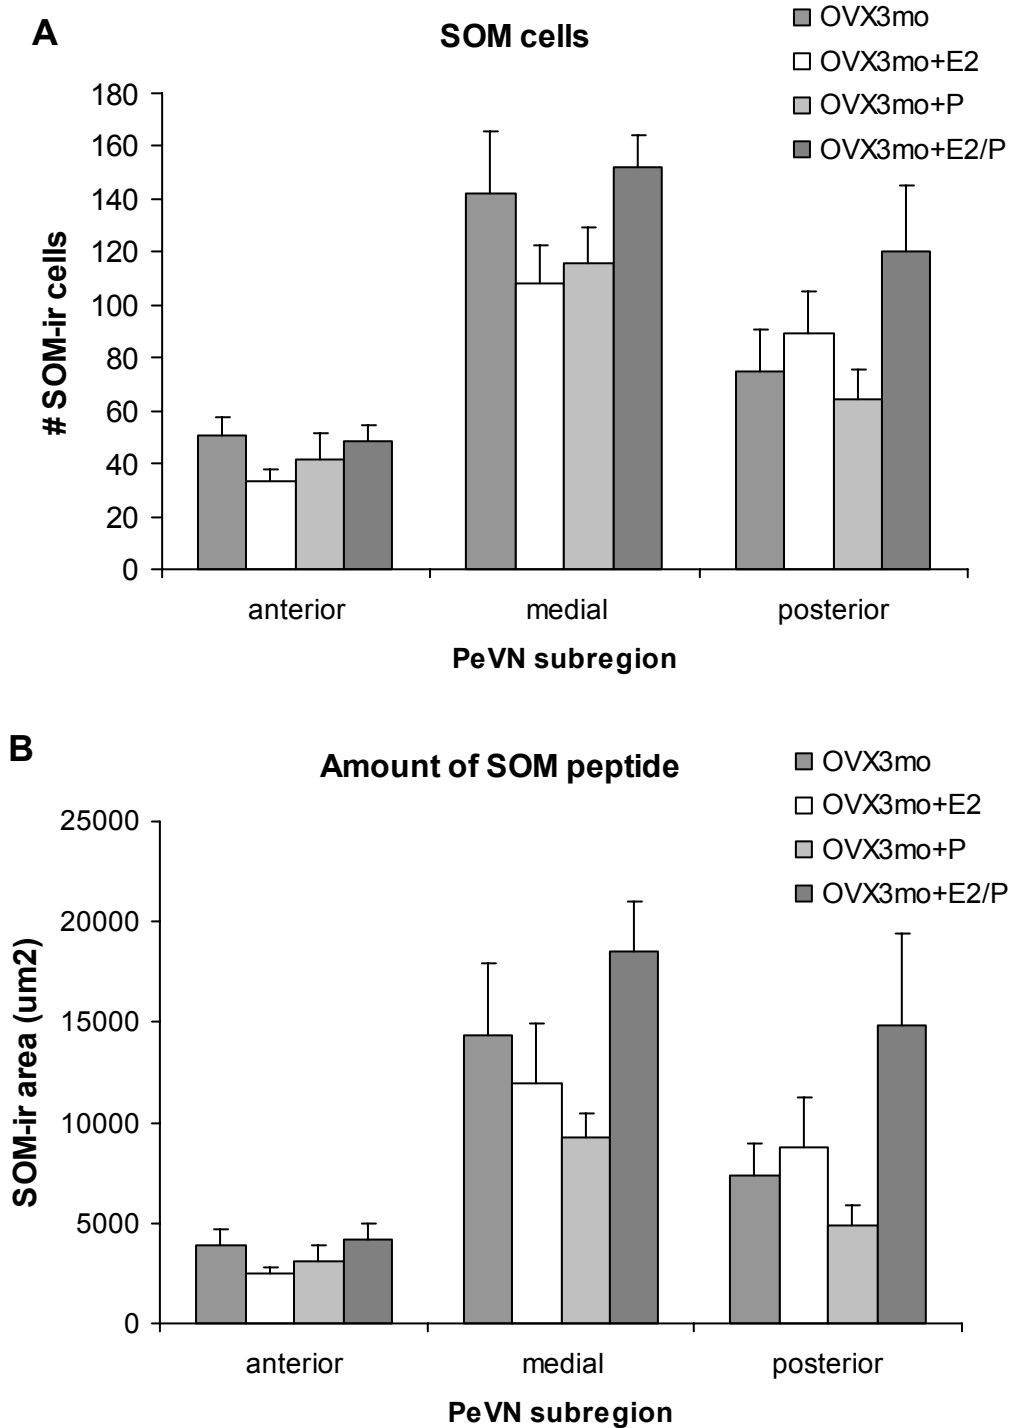 A
SOM cells
OVX3mo
OVX3mo+E2
OVX3mo+P
OVX3mo+E2/P
# SOM-ir cells
180
160
140
120
100
80
60
40
20
0
anterior medial posterior
PeVN subregion
B
Amount of SOM peptide
OVX3mo
OVX3mo+E2
OVX3mo+P
OVX3mo+E2/P
SOM-ir area (um2)
25000
20000
15000
10000
5000
0
anterior medial posterior
PeVN subregion